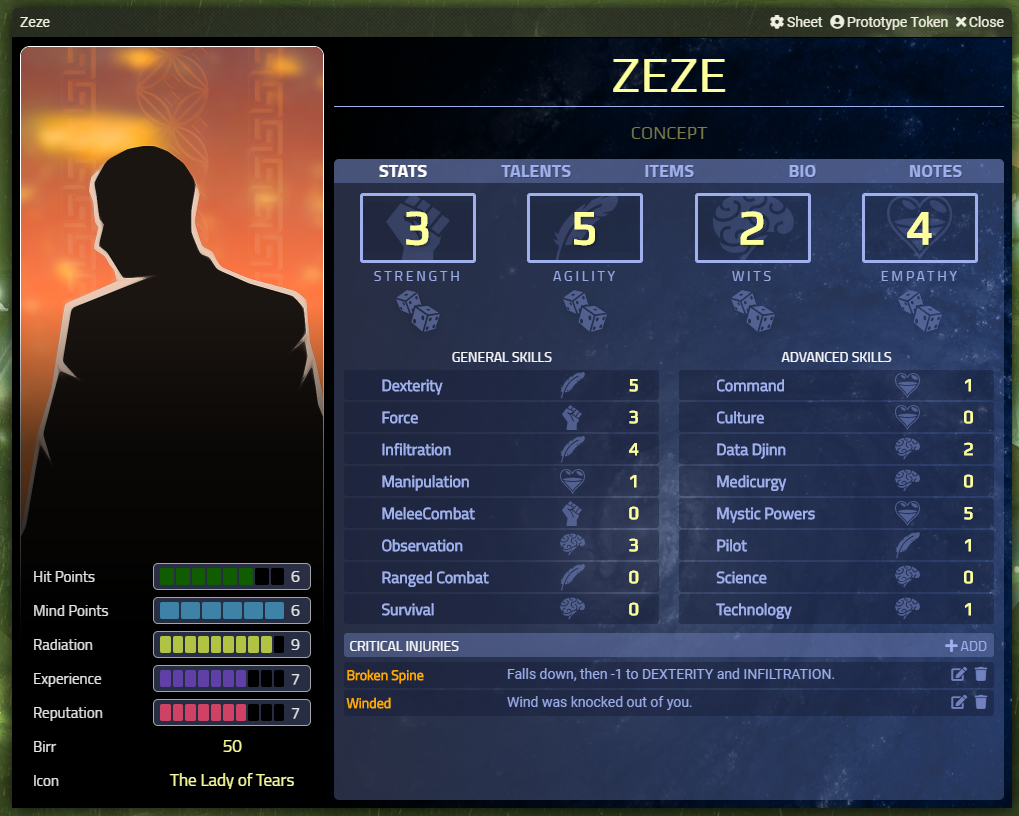 Zeze
Sheet Prototype Token Close
ZEZE
CONCEPT
STATS TALENTS ITEMS BIO NOTES
3 5 2 4
STRENGTH AGILITY WITS EMPATHY
GENERAL SKILLS
Dexterity 5
Force 3
Infiltration 4
Manipulation 1
MeleeCombat 0
Observation 3
Ranged Combat 0
Survival 0
ADVANCED SKILLS
Command 1
Culture 0
Data Djinn 2
Medicurgy 0
Mystic Powers 5
Pilot 1
Science 0
Technology 1
CRITICAL INJURIES ADD
Broken Spine Falls down, then -1 to DEXTERITY and INFILTRATION.
Winded Wind was knocked out of you.
Hit Points 6
Mind Points 6
Radiation 9
Experience 7
Reputation 7
Birr 50
Icon The Lady of Tears